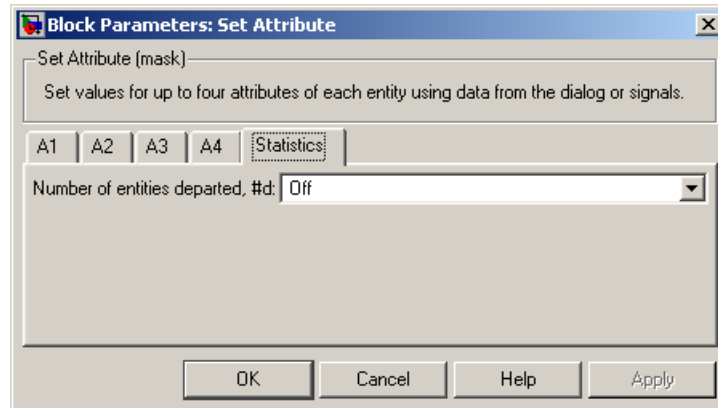 Block Parameters: Set Attribute
Set Attribute (mask)
Set values for up to four attributes of each entity using data from the dialog or signals.
A1 A2 A3 A4 Statistics
Number of entities departed, #d: Off
OK Cancel Help Apply